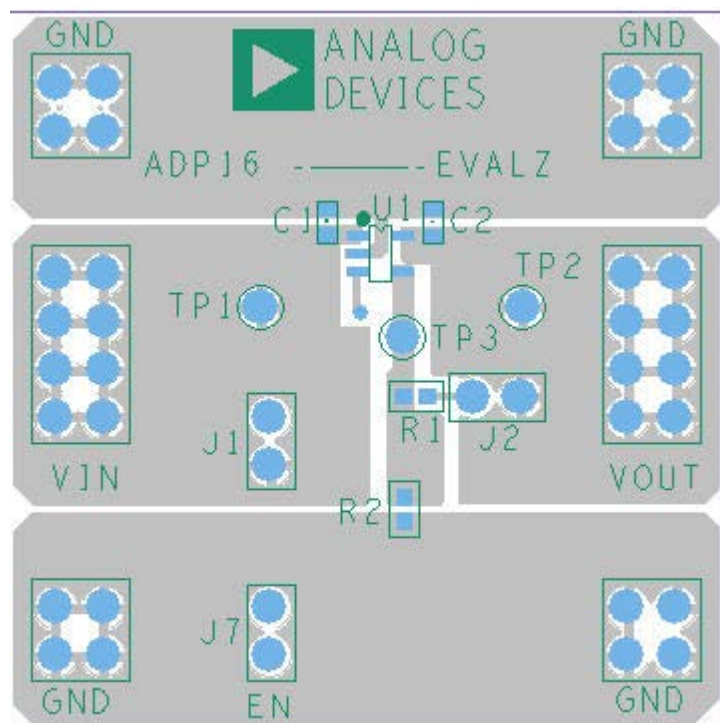 GND
ANALOG
DEVICES
GND
ADP16 - ——— - EVALZ
C1
U1
C2
TP1
TP2
TP3
J1
R1
J2
VIN
VOUT
R2
J7
GND
EN
GND